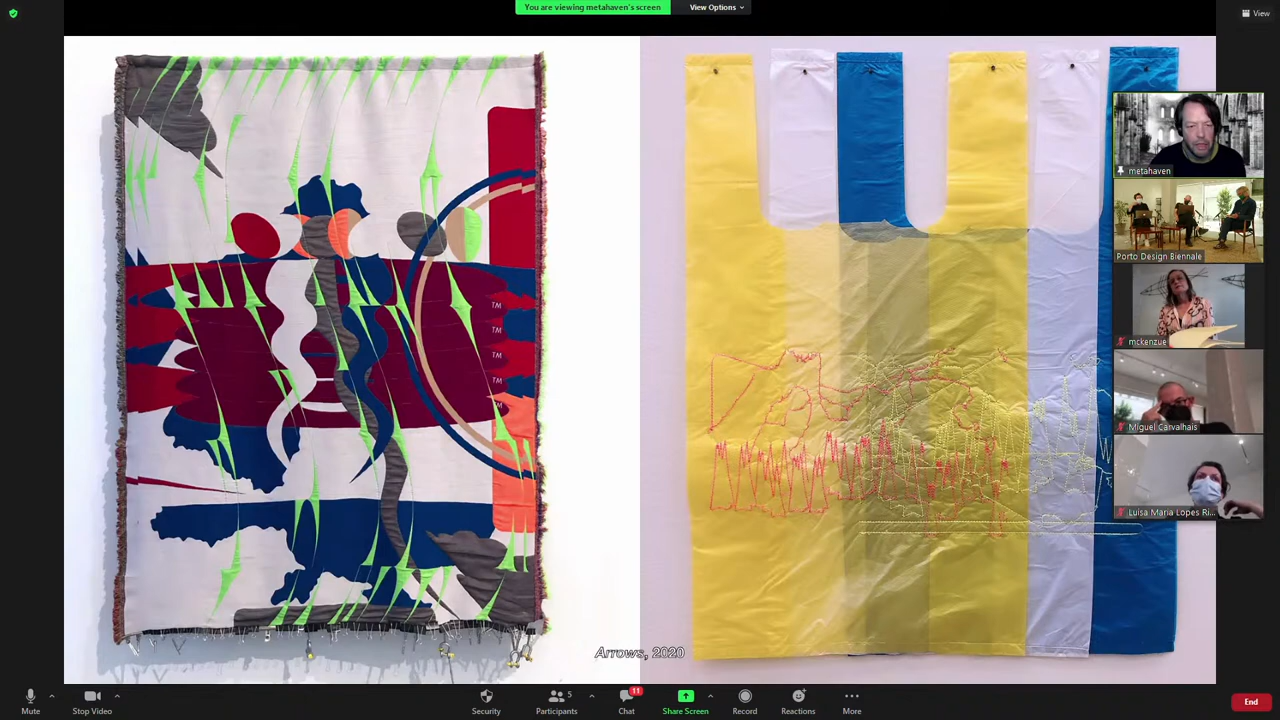 You are viewing metahaven's screen
View Options
View
metahaven
Porto Design Biennale
mckenzue
Miguel Carvalhais
Luisa Maria Lopes Ri...
TM
TM
TM
TM
TM
Arrows, 2020
Mute
Stop Video
Security
Participants
5
Chat
11
Share Screen
Record
Reactions
More
End